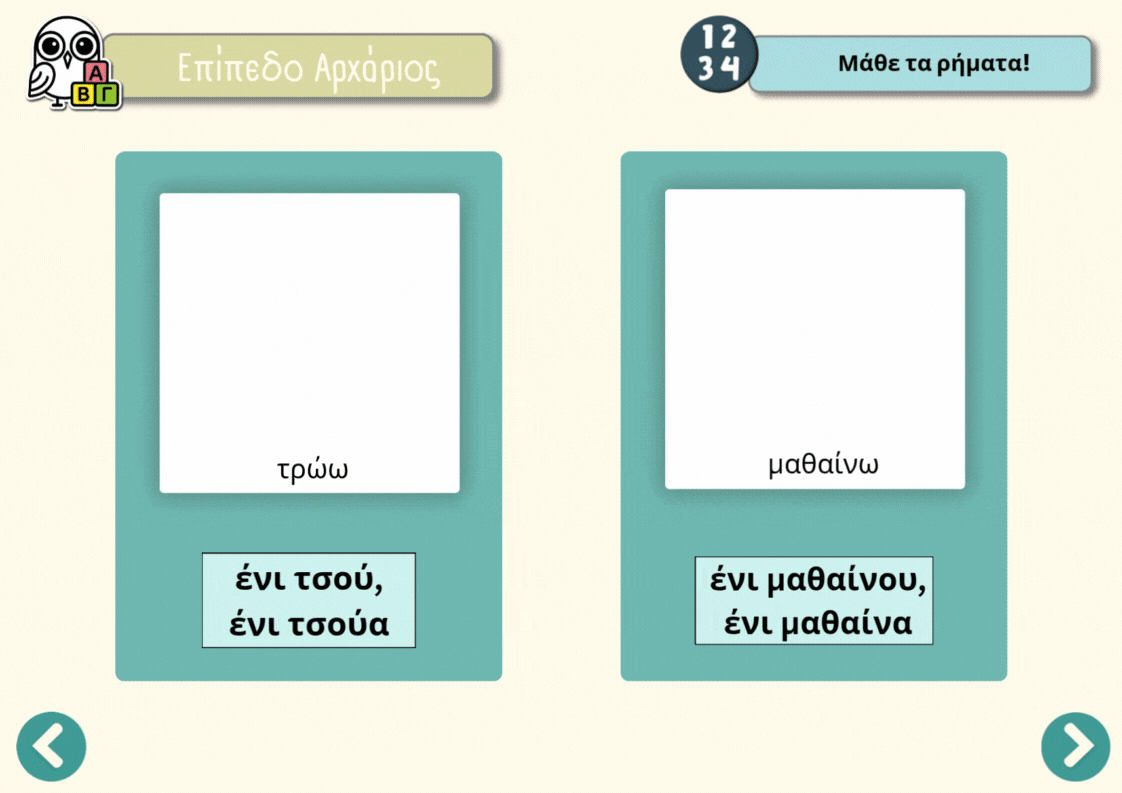 Επίπεδο Αρχάριος
1 2
3 4
Μάθε τα ρήματα!
Α
Β Γ
τρώω
ένι τσού,
ένι τσούα
μαθαίνω
ένι μαθαίνου,
ένι μαθαίνα